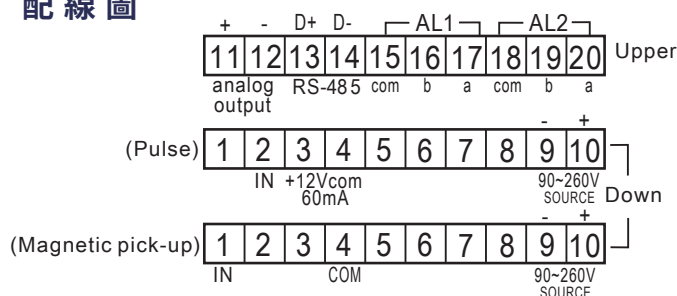 配線圖
+ - D+ D- AL1 AL2
11 12 13 14 15 16 17 18 19 20 Upper
analog output RS-485 com b a com b a
- +
(Pulse) 1 2 3 4 5 6 7 8 9 10
IN +12Vcom 60mA 90~260V SOURCE Down
- +
(Magnetic pick-up) 1 2 3 4 5 6 7 8 9 10
IN COM 90~260V
SOURCE